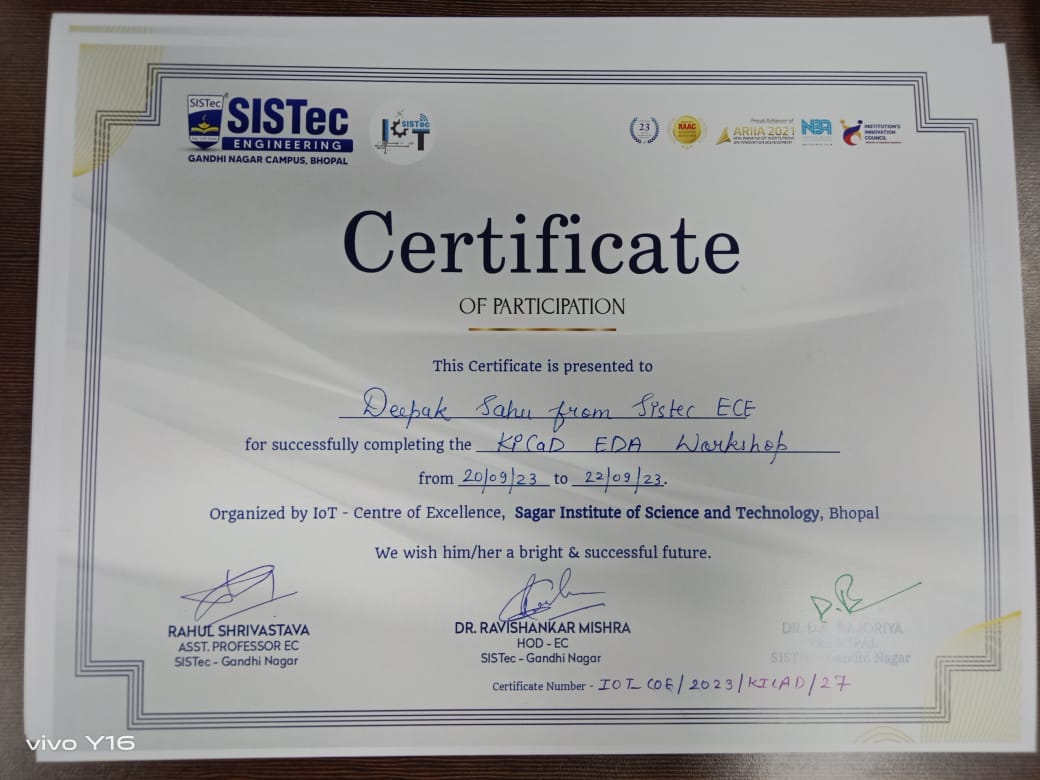 SISTec
SISTec
ENGINEERING
GANDHI NAGAR CAMPUS, BHOPAL
SISTec
IOT
23
NAAC
Proud Achiever of
ARIIA 2021
NBA
INSTITUTION'S
INNOVATION
COUNCIL
Certificate
OF PARTICIPATION
This Certificate is presented to
Deepak Sahu from Sistec ECE
for successfully completing the KiCaD EDA Workshop
from 20/09/23 to 22/09/23.
Organized by IoT - Centre of Excellence, Sagar Institute of Science and Technology, Bhopal
We wish him/her a bright & successful future.
RAHUL SHRIVASTAVA
ASST. PROFESSOR EC
SISTec - Gandhi Nagar
DR. RAVISHANKAR MISHRA
HOD - EC
SISTec - Gandhi Nagar
DR. D.K. RAJORIYA
PRINCIPAL
SISTec - Gandhi Nagar
Certificate Number - IOT COE/2023/KICAD/27
vivo Y16